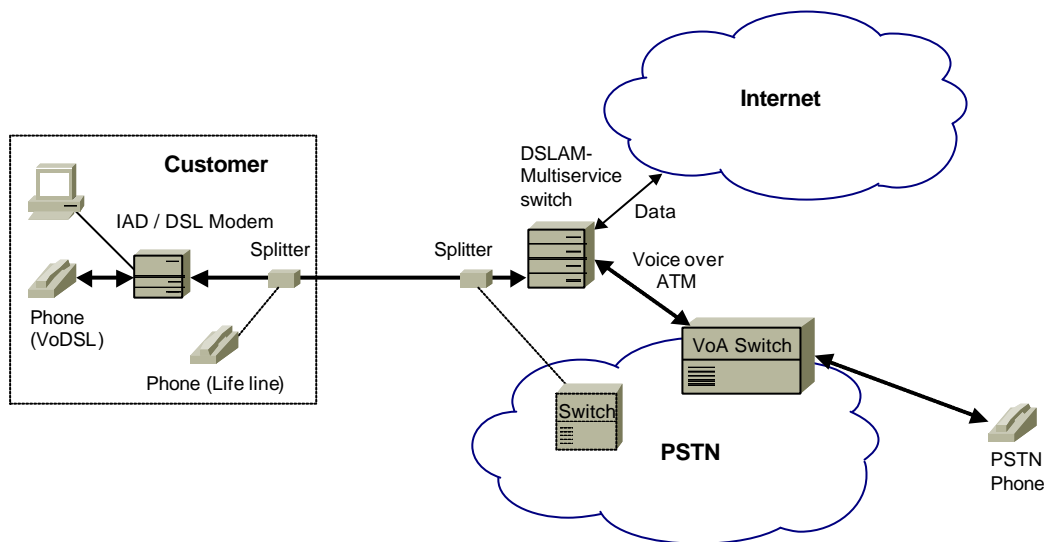 Internet
Customer
DSLAM-
Multiservice
switch
IAD / DSL Modem
Data
Splitter
Splitter
Voice over
ATM
Phone
(VoDSL)
VoA Switch
Phone (Life line)
Switch
PSTN
PSTN
Phone